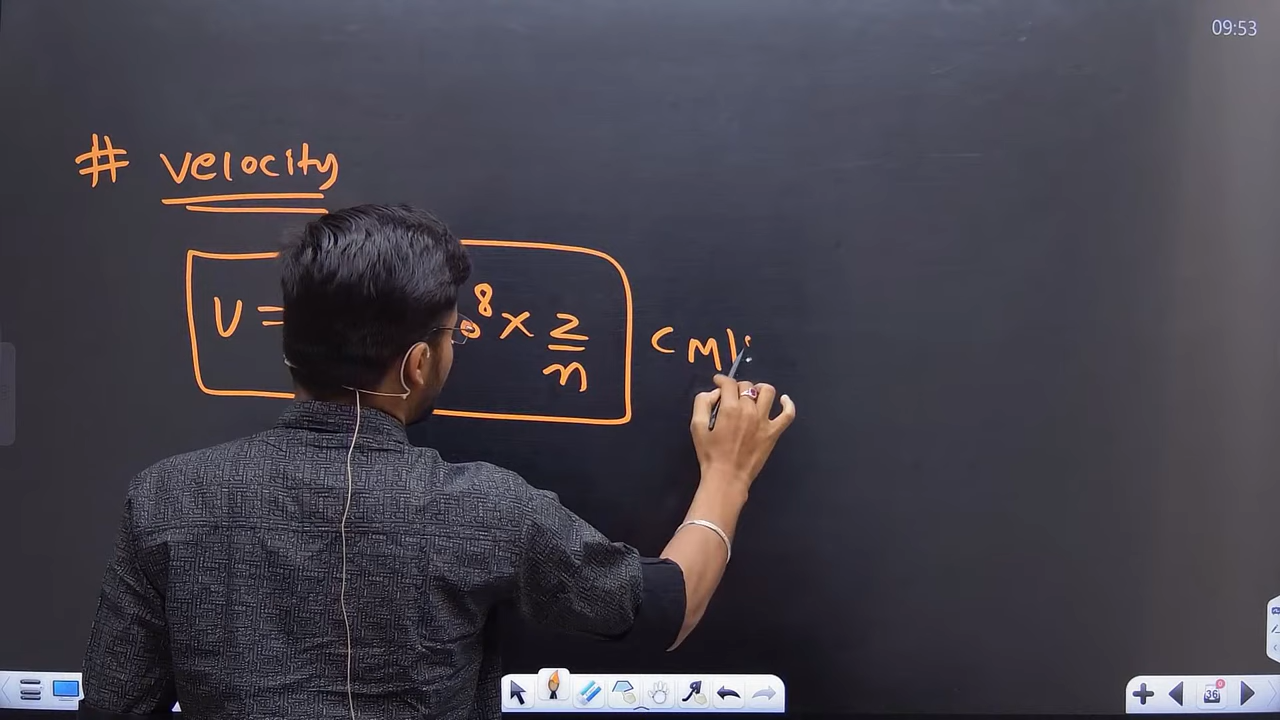 09:53
# velocity
v = 8 × z/n cm/s
36